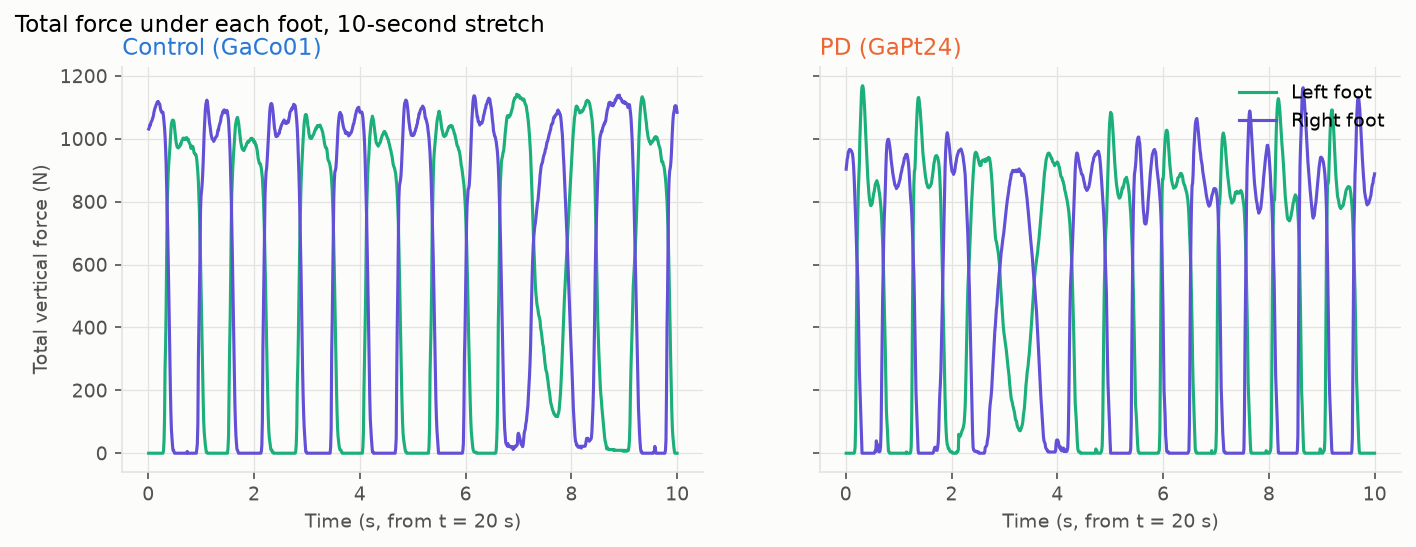 Total force under each foot, 10-second stretch
Control (GaCo01)
PD (GaPt24)
1200
1000
800
600
400
200
0
Total vertical force (N)
Left foot
Right foot
0 2 4 6 8 10
0 2 4 6 8 10
Time (s, from t = 20 s)
Time (s, from t = 20 s)